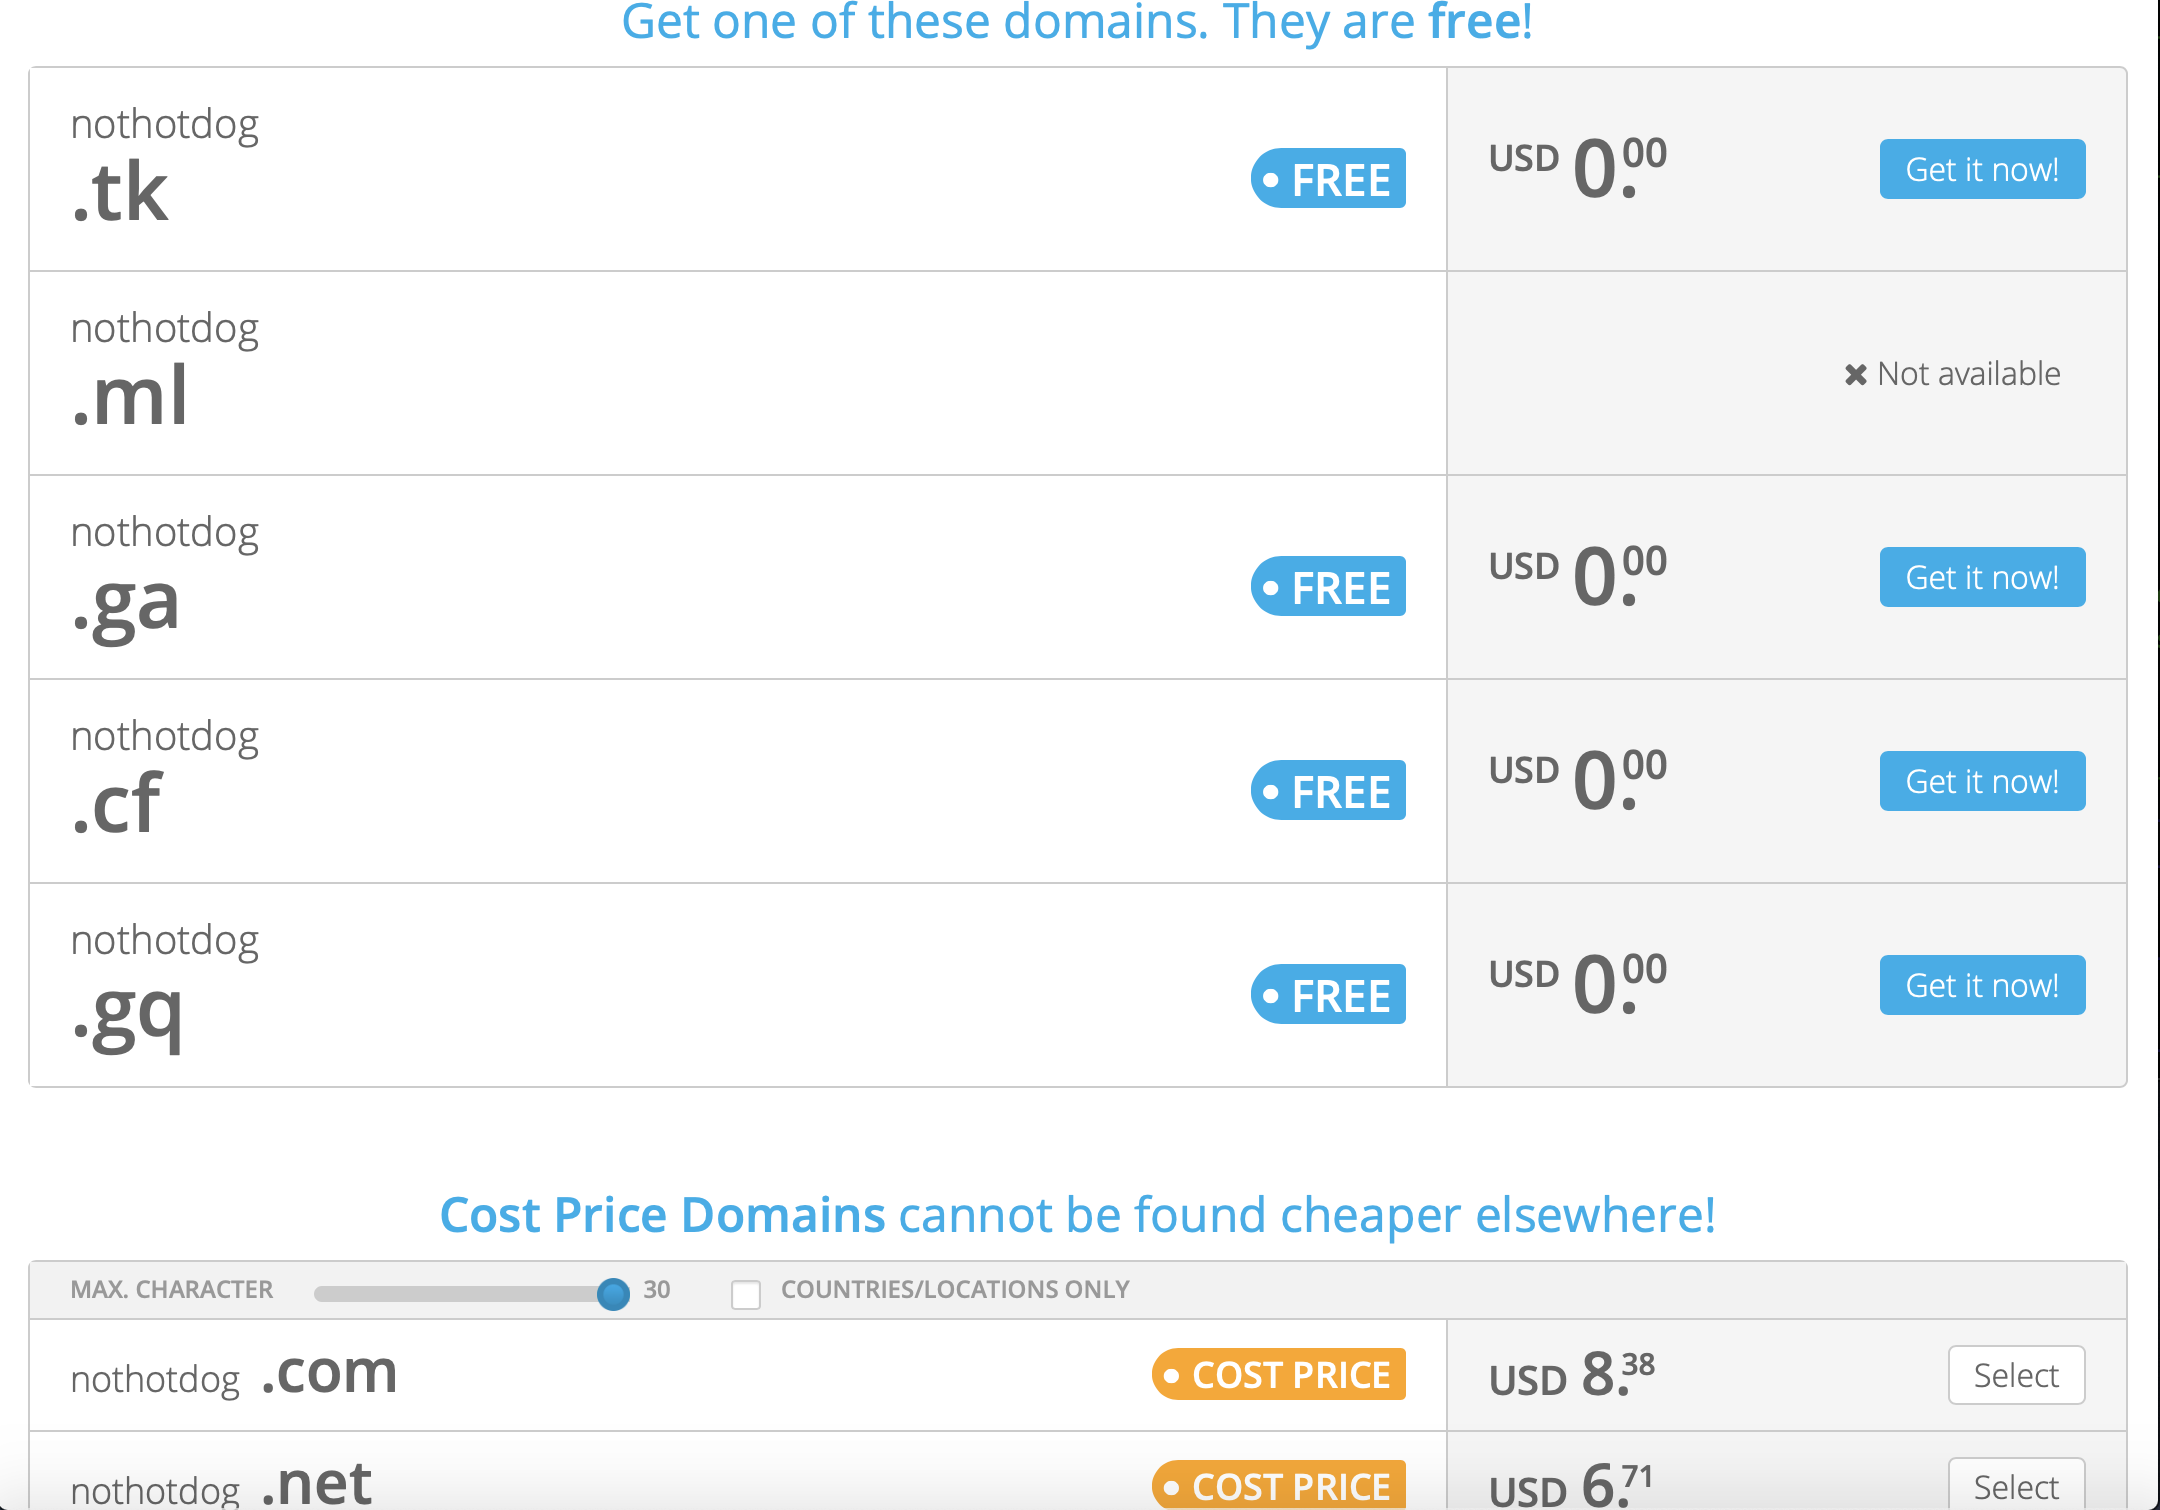 Get one of these domains. They are free!
nothotdog
.tk
FREE
USD 0.00
Get it now!
nothotdog
.ml
Not available
nothotdog
.ga
FREE
USD 0.00
Get it now!
nothotdog
.cf
FREE
USD 0.00
Get it now!
nothotdog
.gq
FREE
USD 0.00
Get it now!
Cost Price Domains cannot be found cheaper elsewhere!
MAX. CHARACTER 30 COUNTRIES/LOCATIONS ONLY
nothotdog .com COST PRICE USD 8.38 Select
nothotdog .net COST PRICE USD 6.71 Select